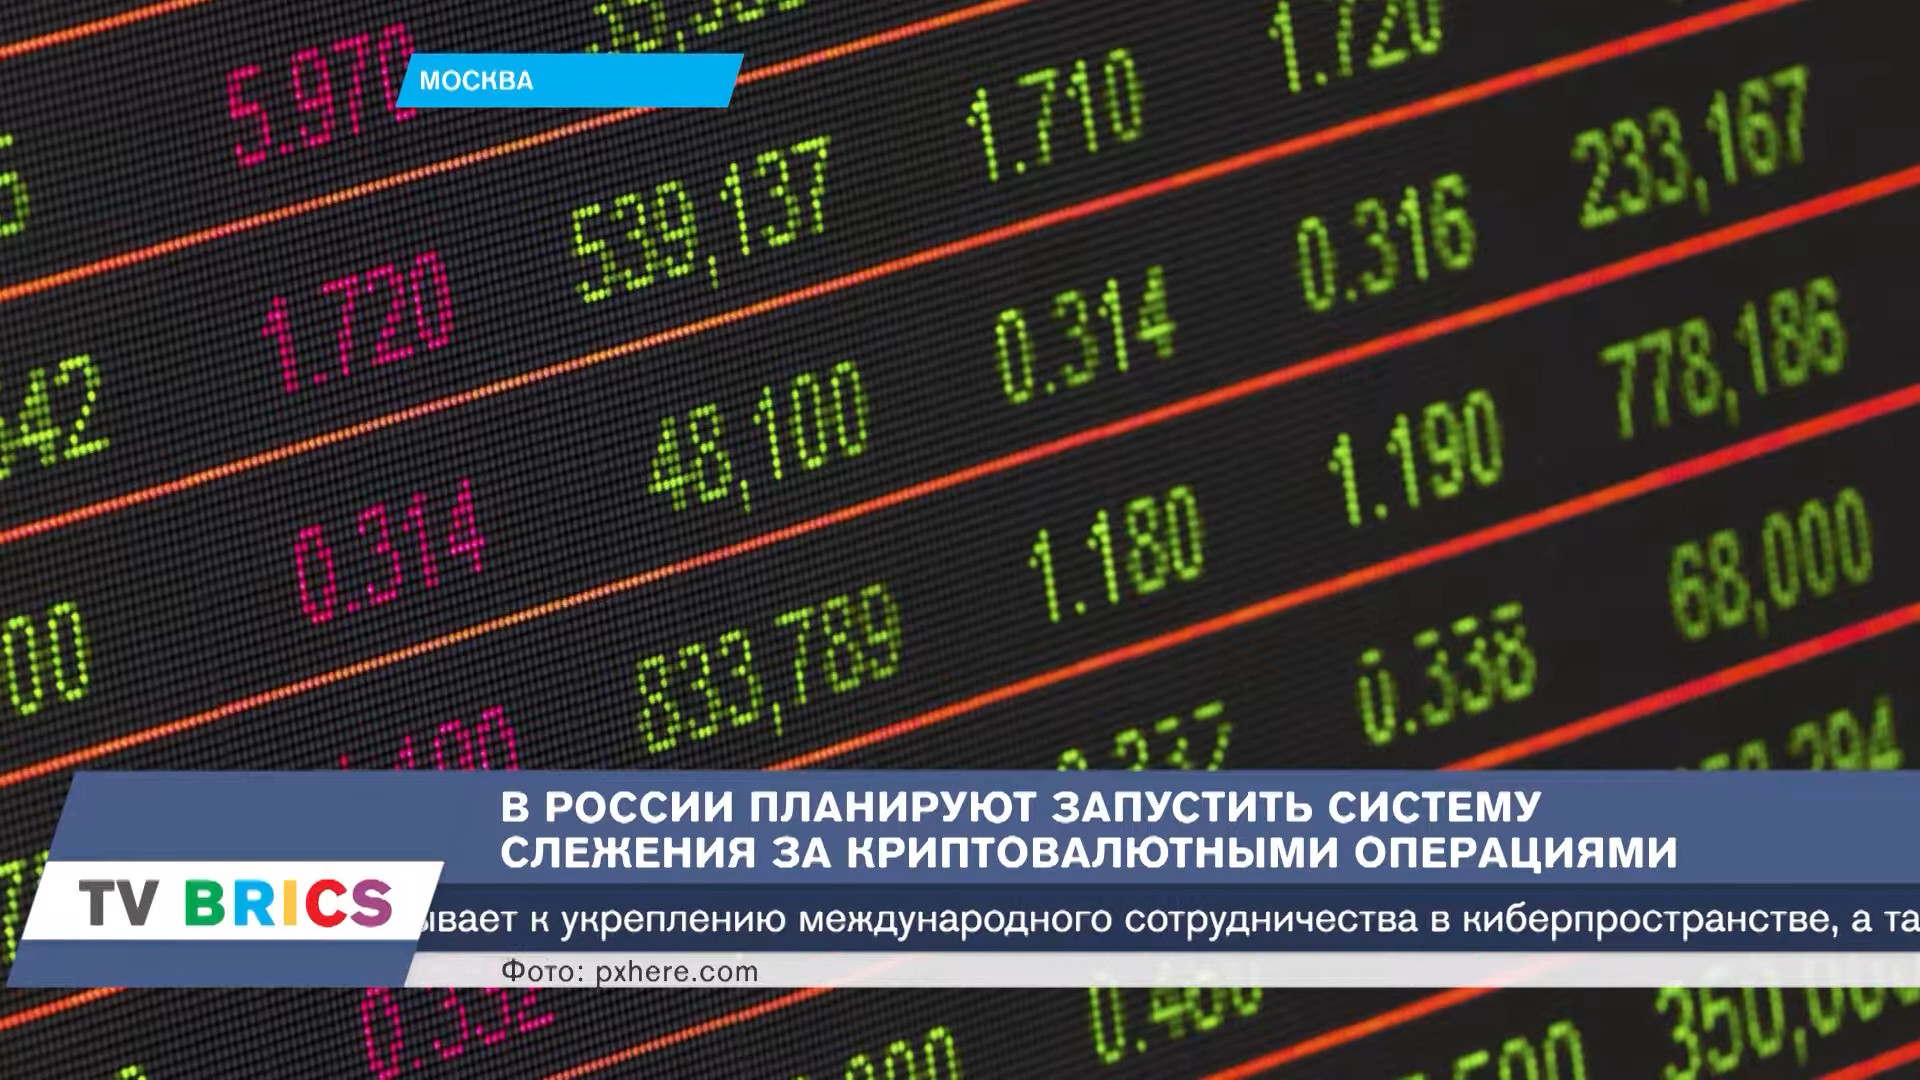 5.970
МОСКВА
1.720
539,137
1.710
1.720
233,167
0.314
48,100
0.314
0.316
778,186
833,789
1.180
1.190
68,000
0.338
В РОССИИ ПЛАНИРУЮТ ЗАПУСТИТЬ СИСТЕМУ
СЛЕЖЕНИЯ ЗА КРИПТОВАЛЮТНЫМИ ОПЕРАЦИЯМИ
TV BRICS
ывает к укреплению международного сотрудничества в киберпространстве, а та
Фото: pxhere.com